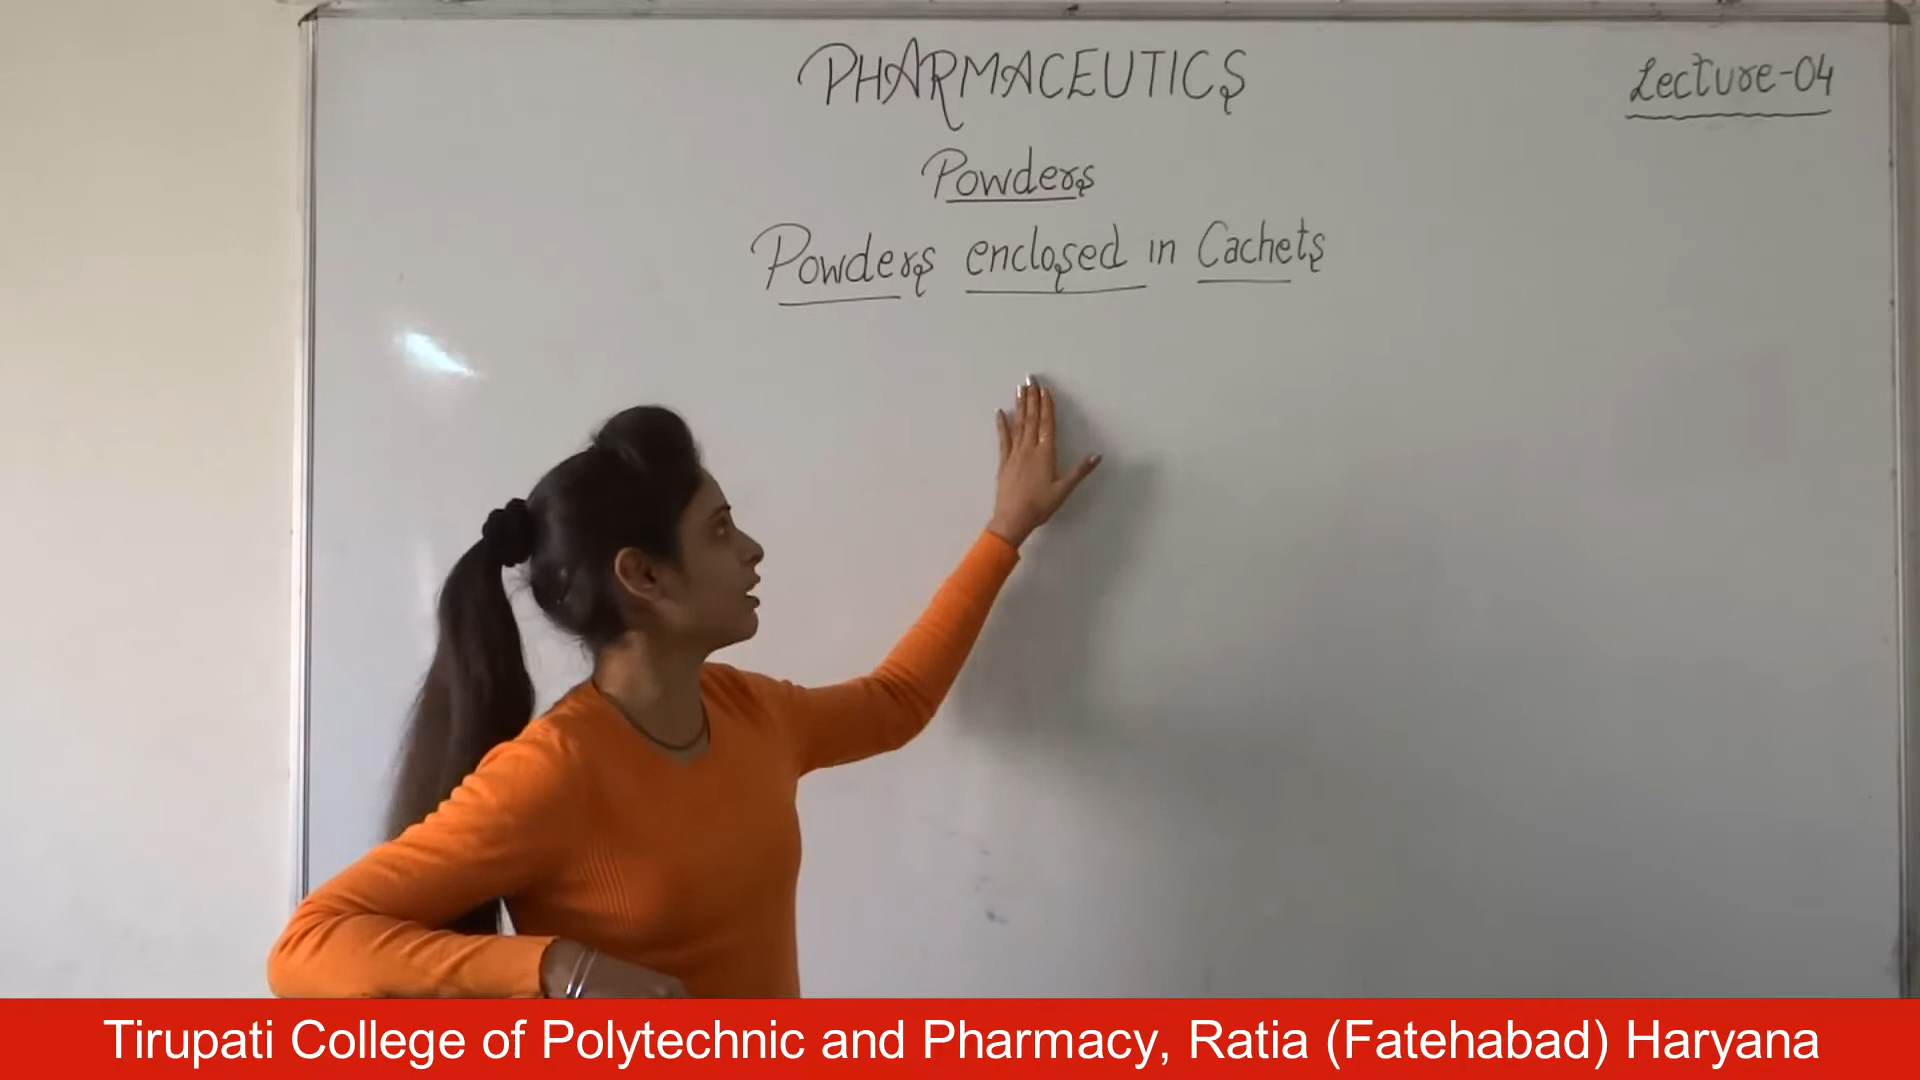 PHARMACEUTICS
Lecture-04
Powders
Powders enclosed in Cachets
Tirupati College of Polytechnic and Pharmacy, Ratia (Fatehabad) Haryana